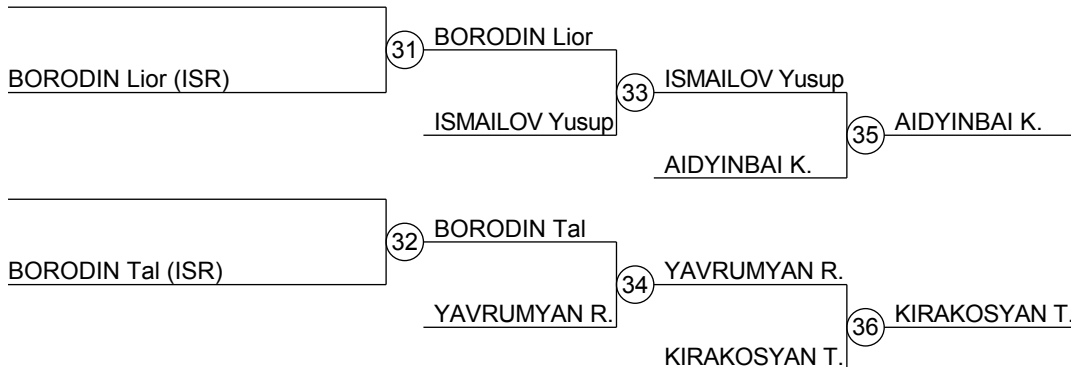 BORODIN Lior
31
ISMAILOV Yusup
BORODIN Lior (ISR)
33
ISMAILOV Yusup
AIDYINBAI K.
35
AIDYINBAI K.
BORODIN Tal
32
BORODIN Tal (ISR)
YAVRUMYAN R.
34
YAVRUMYAN R.
KIRAKOSYAN T.
36
KIRAKOSYAN T.